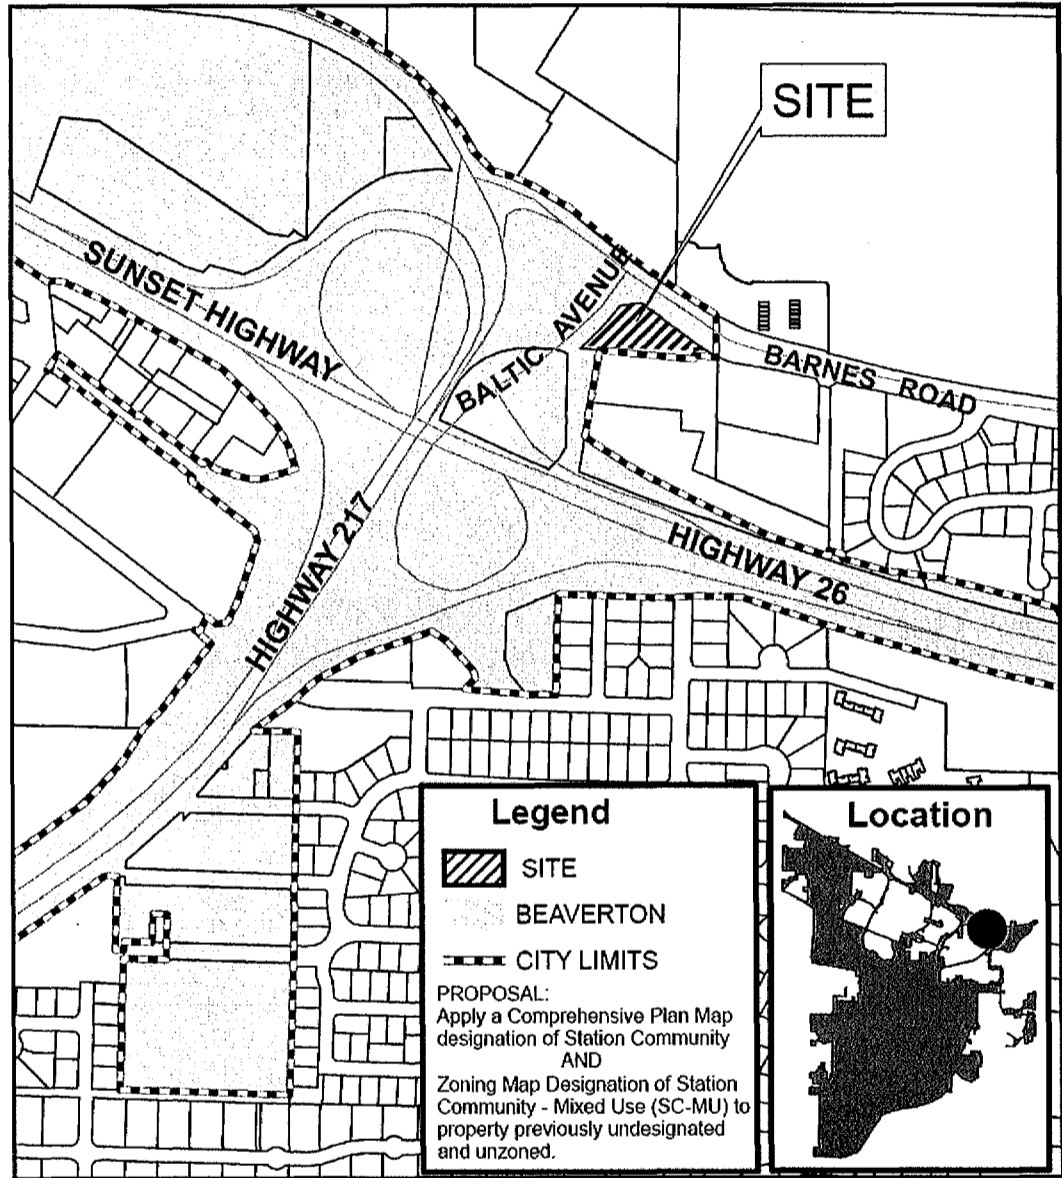 SITE
SUNSET HIGHWAY
BALTIC AVENUE
BARNES ROAD
HIGHWAY 217
HIGHWAY 26
Legend
SITE
BEAVERTON
CITY LIMITS
PROPOSAL:
Apply a Comprehensive Plan Map
designation of Station Community
AND
Zoning Map Designation of Station
Community - Mixed Use (SC-MU) to
property previously undesignated
and unzoned.
Location